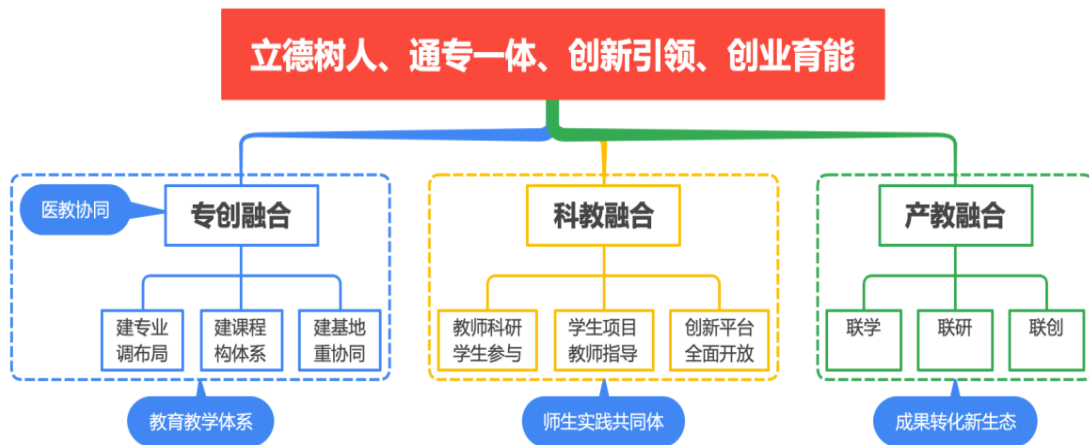 立德树人、通专一体、创新引领、创业育能
医教协同
专创融合
建专业
调布局
建课程
构体系
建基地
重协同
教育教学体系
科教融合
教师科研
学生参与
学生项目
教师指导
创新平台
全面开放
师生实践共同体
产教融合
联学
联研
联创
成果转化新生态